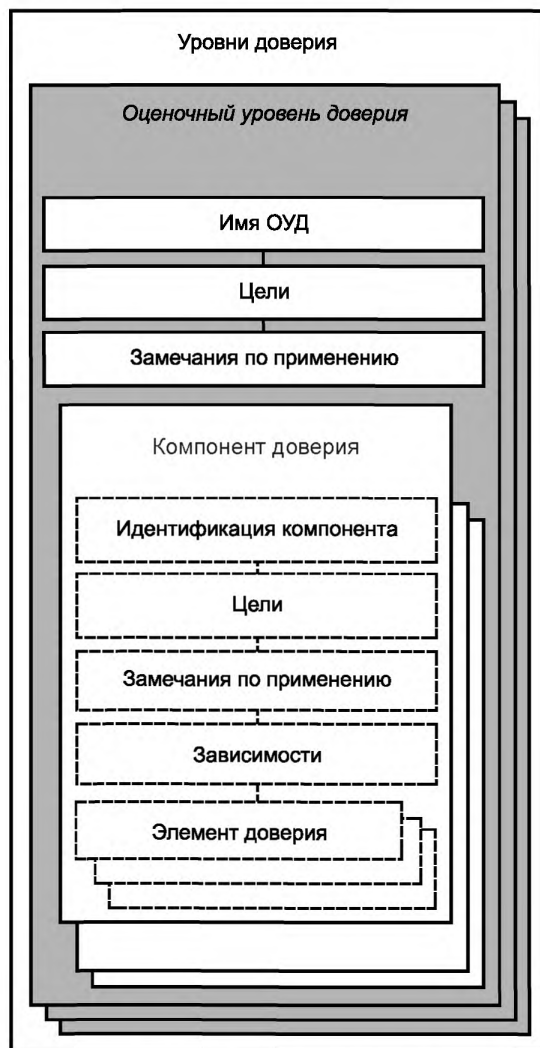 Уровни доверия
Оценочный уровень доверия
Имя ОУД
Цели
Замечания по применению
Компонент доверия
Идентификация компонента
Цели
Замечания по применению
Зависимости
Элемент доверия